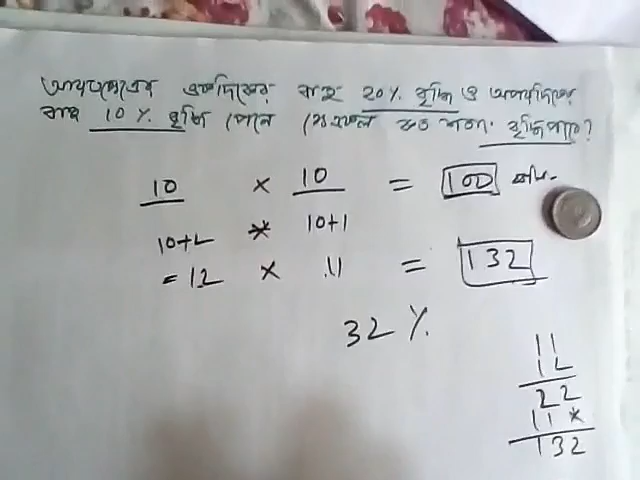 আয়তক্ষেত্রের একদিকের বাহু 20% বৃদ্ধি ও অপরদিকের
বাহু 10% বৃদ্ধি পেলে ক্ষেত্রফল কত শতাংশ বৃদ্ধি পাবে?
10 × 10 = 100
10+2 * 10+1
= 12 × 11 = 132
32%
11
12
22
11*
132